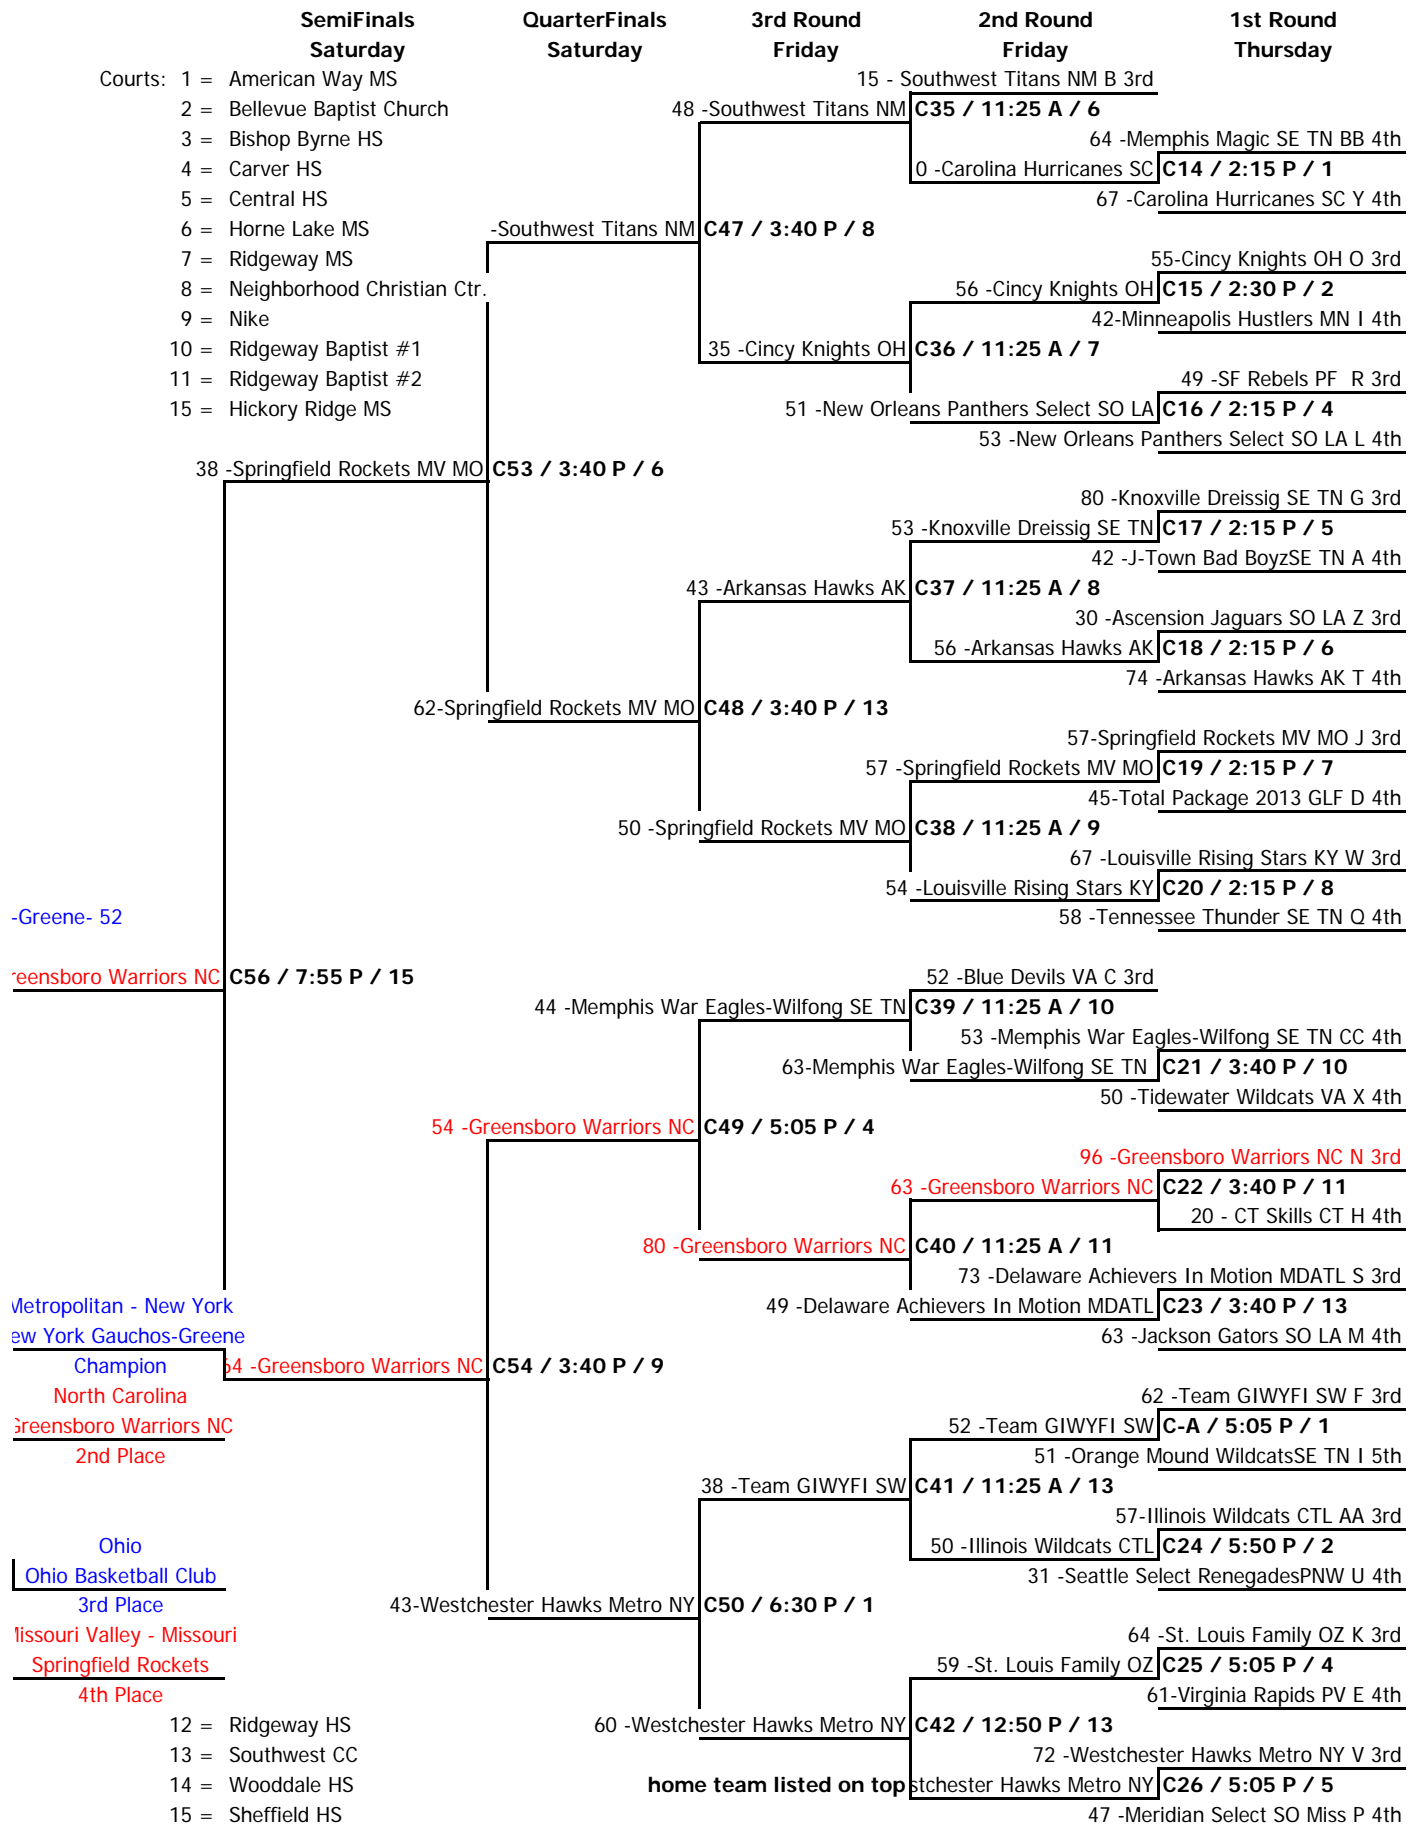 SemiFinals QuarterFinals 3rd Round 2nd Round 1st Round
Saturday Saturday Friday Friday Thursday
Courts: 1 = American Way MS 15 - Southwest Titans NM B 3rd
2 = Bellevue Baptist Church 48 -Southwest Titans NM C35 / 11:25 A / 6
3 = Bishop Byrne HS 64 -Memphis Magic SE TN BB 4th
4 = Carver HS 0 -Carolina Hurricanes SC C14 / 2:15 P / 1
5 = Central HS 67 -Carolina Hurricanes SC Y 4th
6 = Horne Lake MS -Southwest Titans NM C47 / 3:40 P / 8
7 = Ridgeway MS 55-Cincy Knights OH O 3rd
8 = Neighborhood Christian Ctr. 56 -Cincy Knights OH C15 / 2:30 P / 2
9 = Nike 42-Minneapolis Hustlers MN I 4th
10 = Ridgeway Baptist #1 35 -Cincy Knights OH C36 / 11:25 A / 7
11 = Ridgeway Baptist #2 49 -SF Rebels PF R 3rd
15 = Hickory Ridge MS 51 -New Orleans Panthers Select SO LA C16 / 2:15 P / 4
53 -New Orleans Panthers Select SO LA L 4th
38 -Springfield Rockets MV MO C53 / 3:40 P / 6
80 -Knoxville Dreissig SE TN G 3rd
53 -Knoxville Dreissig SE TN C17 / 2:15 P / 5
42 -J-Town Bad BoyzSE TN A 4th
43 -Arkansas Hawks AK C37 / 11:25 A / 8
30 -Ascension Jaguars SO LA Z 3rd
56 -Arkansas Hawks AK C18 / 2:15 P / 6
74 -Arkansas Hawks AK T 4th
62-Springfield Rockets MV MO C48 / 3:40 P / 13
57-Springfield Rockets MV MO J 3rd
57 -Springfield Rockets MV MO C19 / 2:15 P / 7
45-Total Package 2013 GLF D 4th
50 -Springfield Rockets MV MO C38 / 11:25 A / 9
67 -Louisville Rising Stars KY W 3rd
54 -Louisville Rising Stars KY C20 / 2:15 P / 8
-Greene- 52 58 -Tennessee Thunder SE TN Q 4th
reensboro Warriors NC C56 / 7:55 P / 15 52 -Blue Devils VA C 3rd
44 -Memphis War Eagles-Wilfong SE TN C39 / 11:25 A / 10
53 -Memphis War Eagles-Wilfong SE TN CC 4th
63-Memphis War Eagles-Wilfong SE TN C21 / 3:40 P / 10
50 -Tidewater Wildcats VA X 4th
54 -Greensboro Warriors NC C49 / 5:05 P / 4
96 -Greensboro Warriors NC N 3rd
63 -Greensboro Warriors NC C22 / 3:40 P / 11
20 - CT Skills CT H 4th
80 -Greensboro Warriors NC C40 / 11:25 A / 11
73 -Delaware Achievers In Motion MDATL S 3rd
Metropolitan - New York 49 -Delaware Achievers In Motion MDATL C23 / 3:40 P / 13
ew York Gauchos-Greene 63 -Jackson Gators SO LA M 4th
Champion 64 -Greensboro Warriors NC C54 / 3:40 P / 9
North Carolina 62 -Team GIWYFI SW F 3rd
Greensboro Warriors NC 52 -Team GIWYFI SW C-A / 5:05 P / 1
2nd Place 51 -Orange Mound WildcatsSE TN I 5th
38 -Team GIWYFI SW C41 / 11:25 A / 13
57-Illinois Wildcats CTL AA 3rd
Ohio 50 -Illinois Wildcats CTL C24 / 5:50 P / 2
Ohio Basketball Club 31 -Seattle Select RenegadesPNW U 4th
3rd Place 43-Westchester Hawks Metro NY C50 / 6:30 P / 1
Missouri Valley - Missouri 64 -St. Louis Family OZ K 3rd
Springfield Rockets 59 -St. Louis Family OZ C25 / 5:05 P / 4
4th Place 61-Virginia Rapids PV E 4th
12 = Ridgeway HS 60 -Westchester Hawks Metro NY C42 / 12:50 P / 13
13 = Southwest CC 72 -Westchester Hawks Metro NY V 3rd
14 = Wooddale HS home team listed on top stchester Hawks Metro NY C26 / 5:05 P / 5
15 = Sheffield HS 47 -Meridian Select SO Miss P 4th